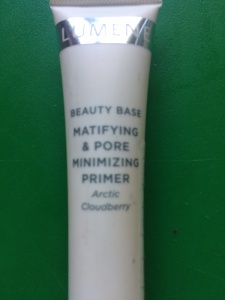 LUMENE
BEAUTY BASE
MATIFYING
& PORE
MINIMIZING
PRIMER
Arctic
Cloudberry